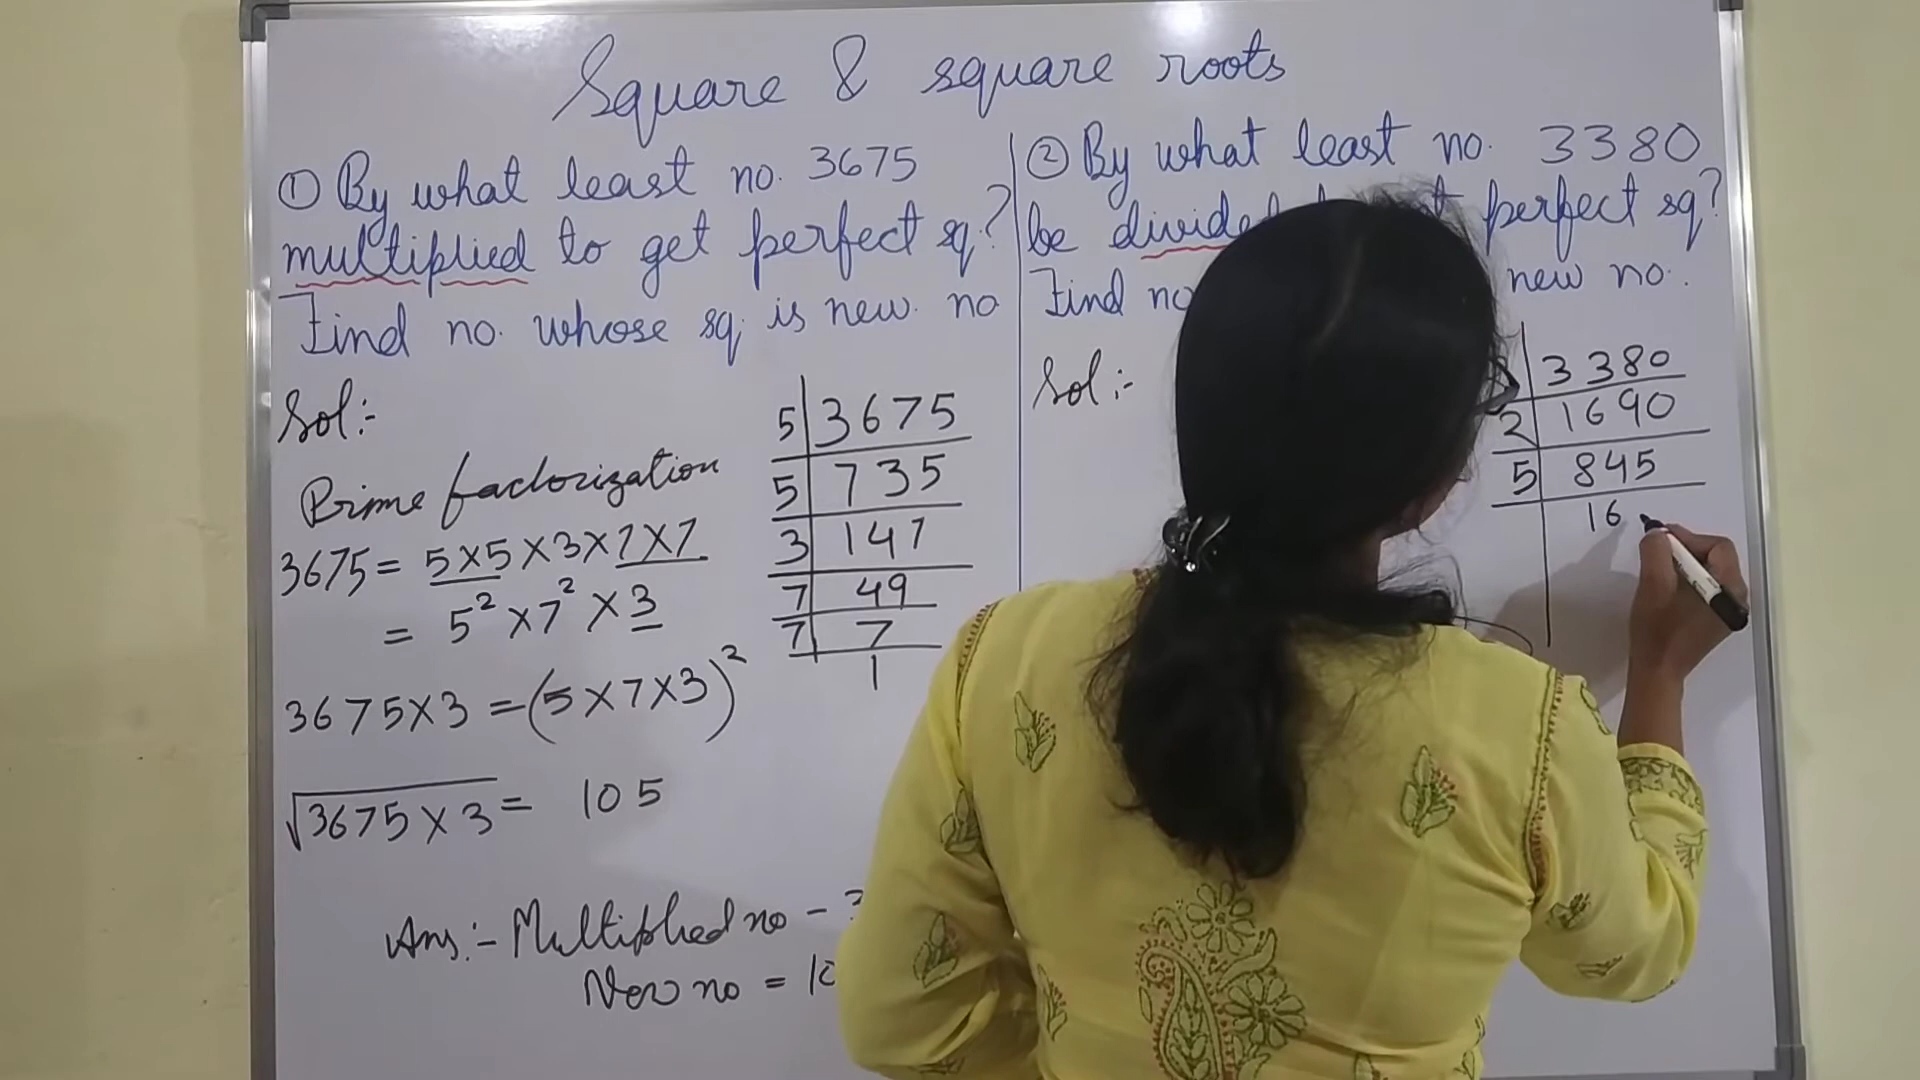 Square & square roots
① By what least no. 3675
multiplied to get perfect sq?
Find no. whose sq. is new no
Sol:-
Prime factorization
3675 = 5×5×3×7×7
= 5² ×7² ×3
3675×3 = (5×7×3)²
√3675×3 = 105
Ans:- Multiplied no - 3
New no = 10
5 3675
5 735
3 147
7 49
7 7
1
② By what least no. 3380
be divide perfect sq?
Find no new no.
Sol:-
3380
2 1690
5 845
16